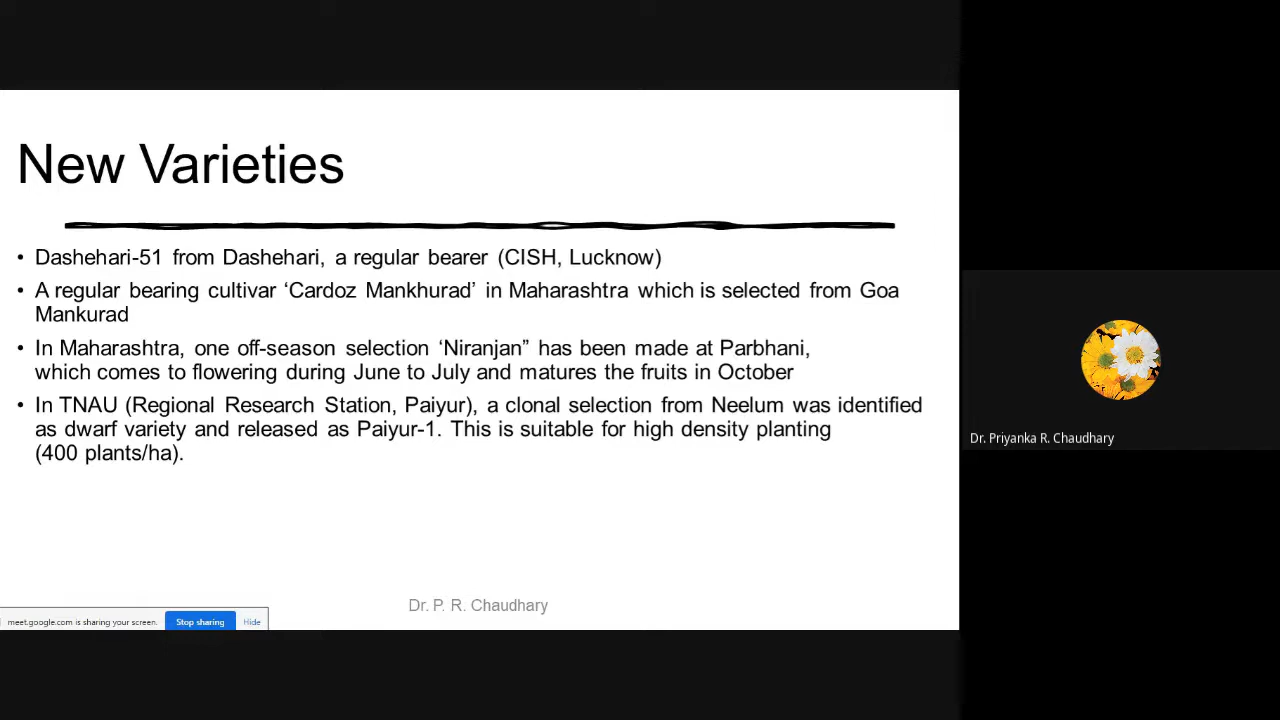 New Varieties
• Dashehari-51 from Dashehari, a regular bearer (CISH, Lucknow)
• A regular bearing cultivar ‘Cardoz Mankhurad’ in Maharashtra which is selected from Goa
Mankurad
• In Maharashtra, one off-season selection ‘Niranjan” has been made at Parbhani,
which comes to flowering during June to July and matures the fruits in October
• In TNAU (Regional Research Station, Paiyur), a clonal selection from Neelum was identified
as dwarf variety and released as Paiyur-1. This is suitable for high density planting
(400 plants/ha).
Dr. P. R. Chaudhary
meet.google.com is sharing your screen. Stop sharing Hide
Dr. Priyanka R. Chaudhary